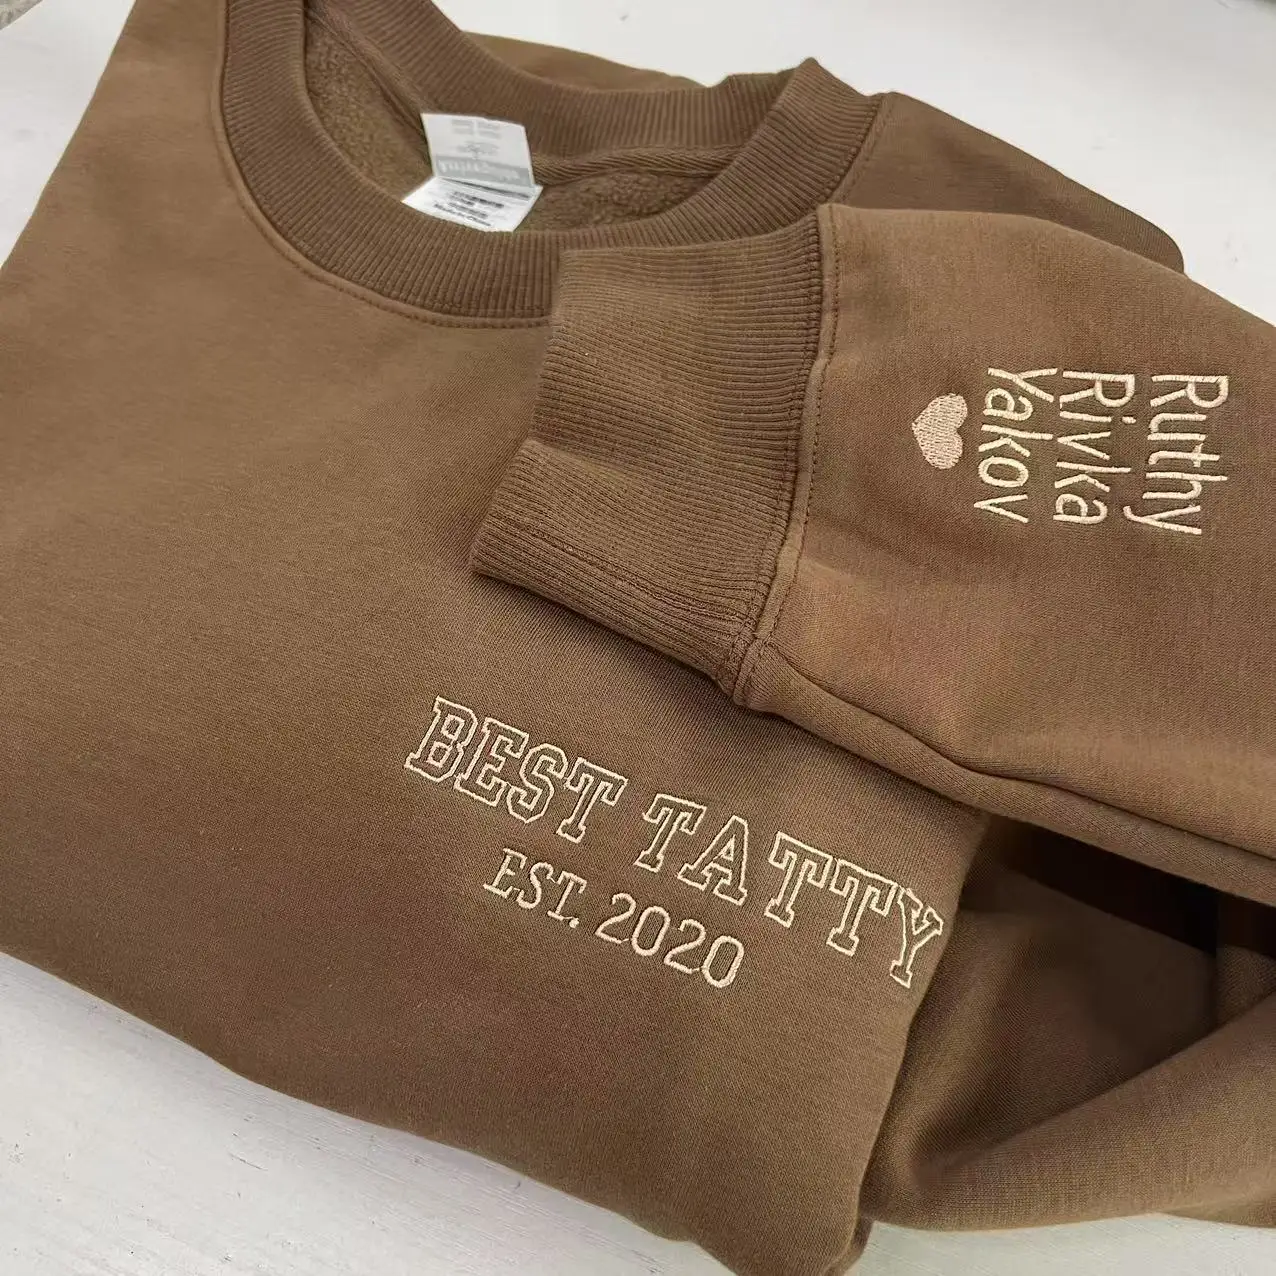 BEST TATTY
EST. 2020
Ruthy
Rivka
Yakov